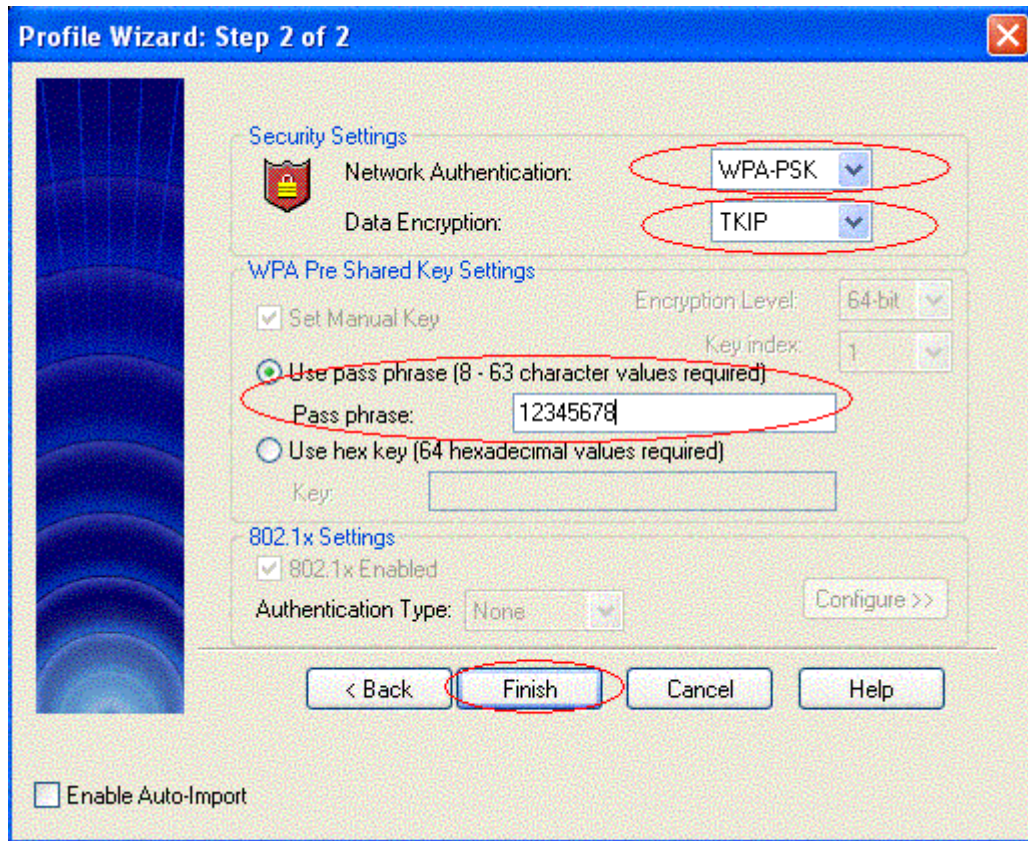 Profile Wizard: Step 2 of 2
Security Settings
Network Authentication: WPA-PSK
Data Encryption: TKIP
WPA Pre Shared Key Settings
Set Manual Key
Encryption Level: 64-bit
Key index: 1
Use pass phrase (8 - 63 character values required)
Pass phrase: 12345678
Use hex key (64 hexadecimal values required)
Key:
802.1x Settings
802.1x Enabled
Authentication Type: None
Configure >>
< Back Finish Cancel Help
Enable Auto-Import